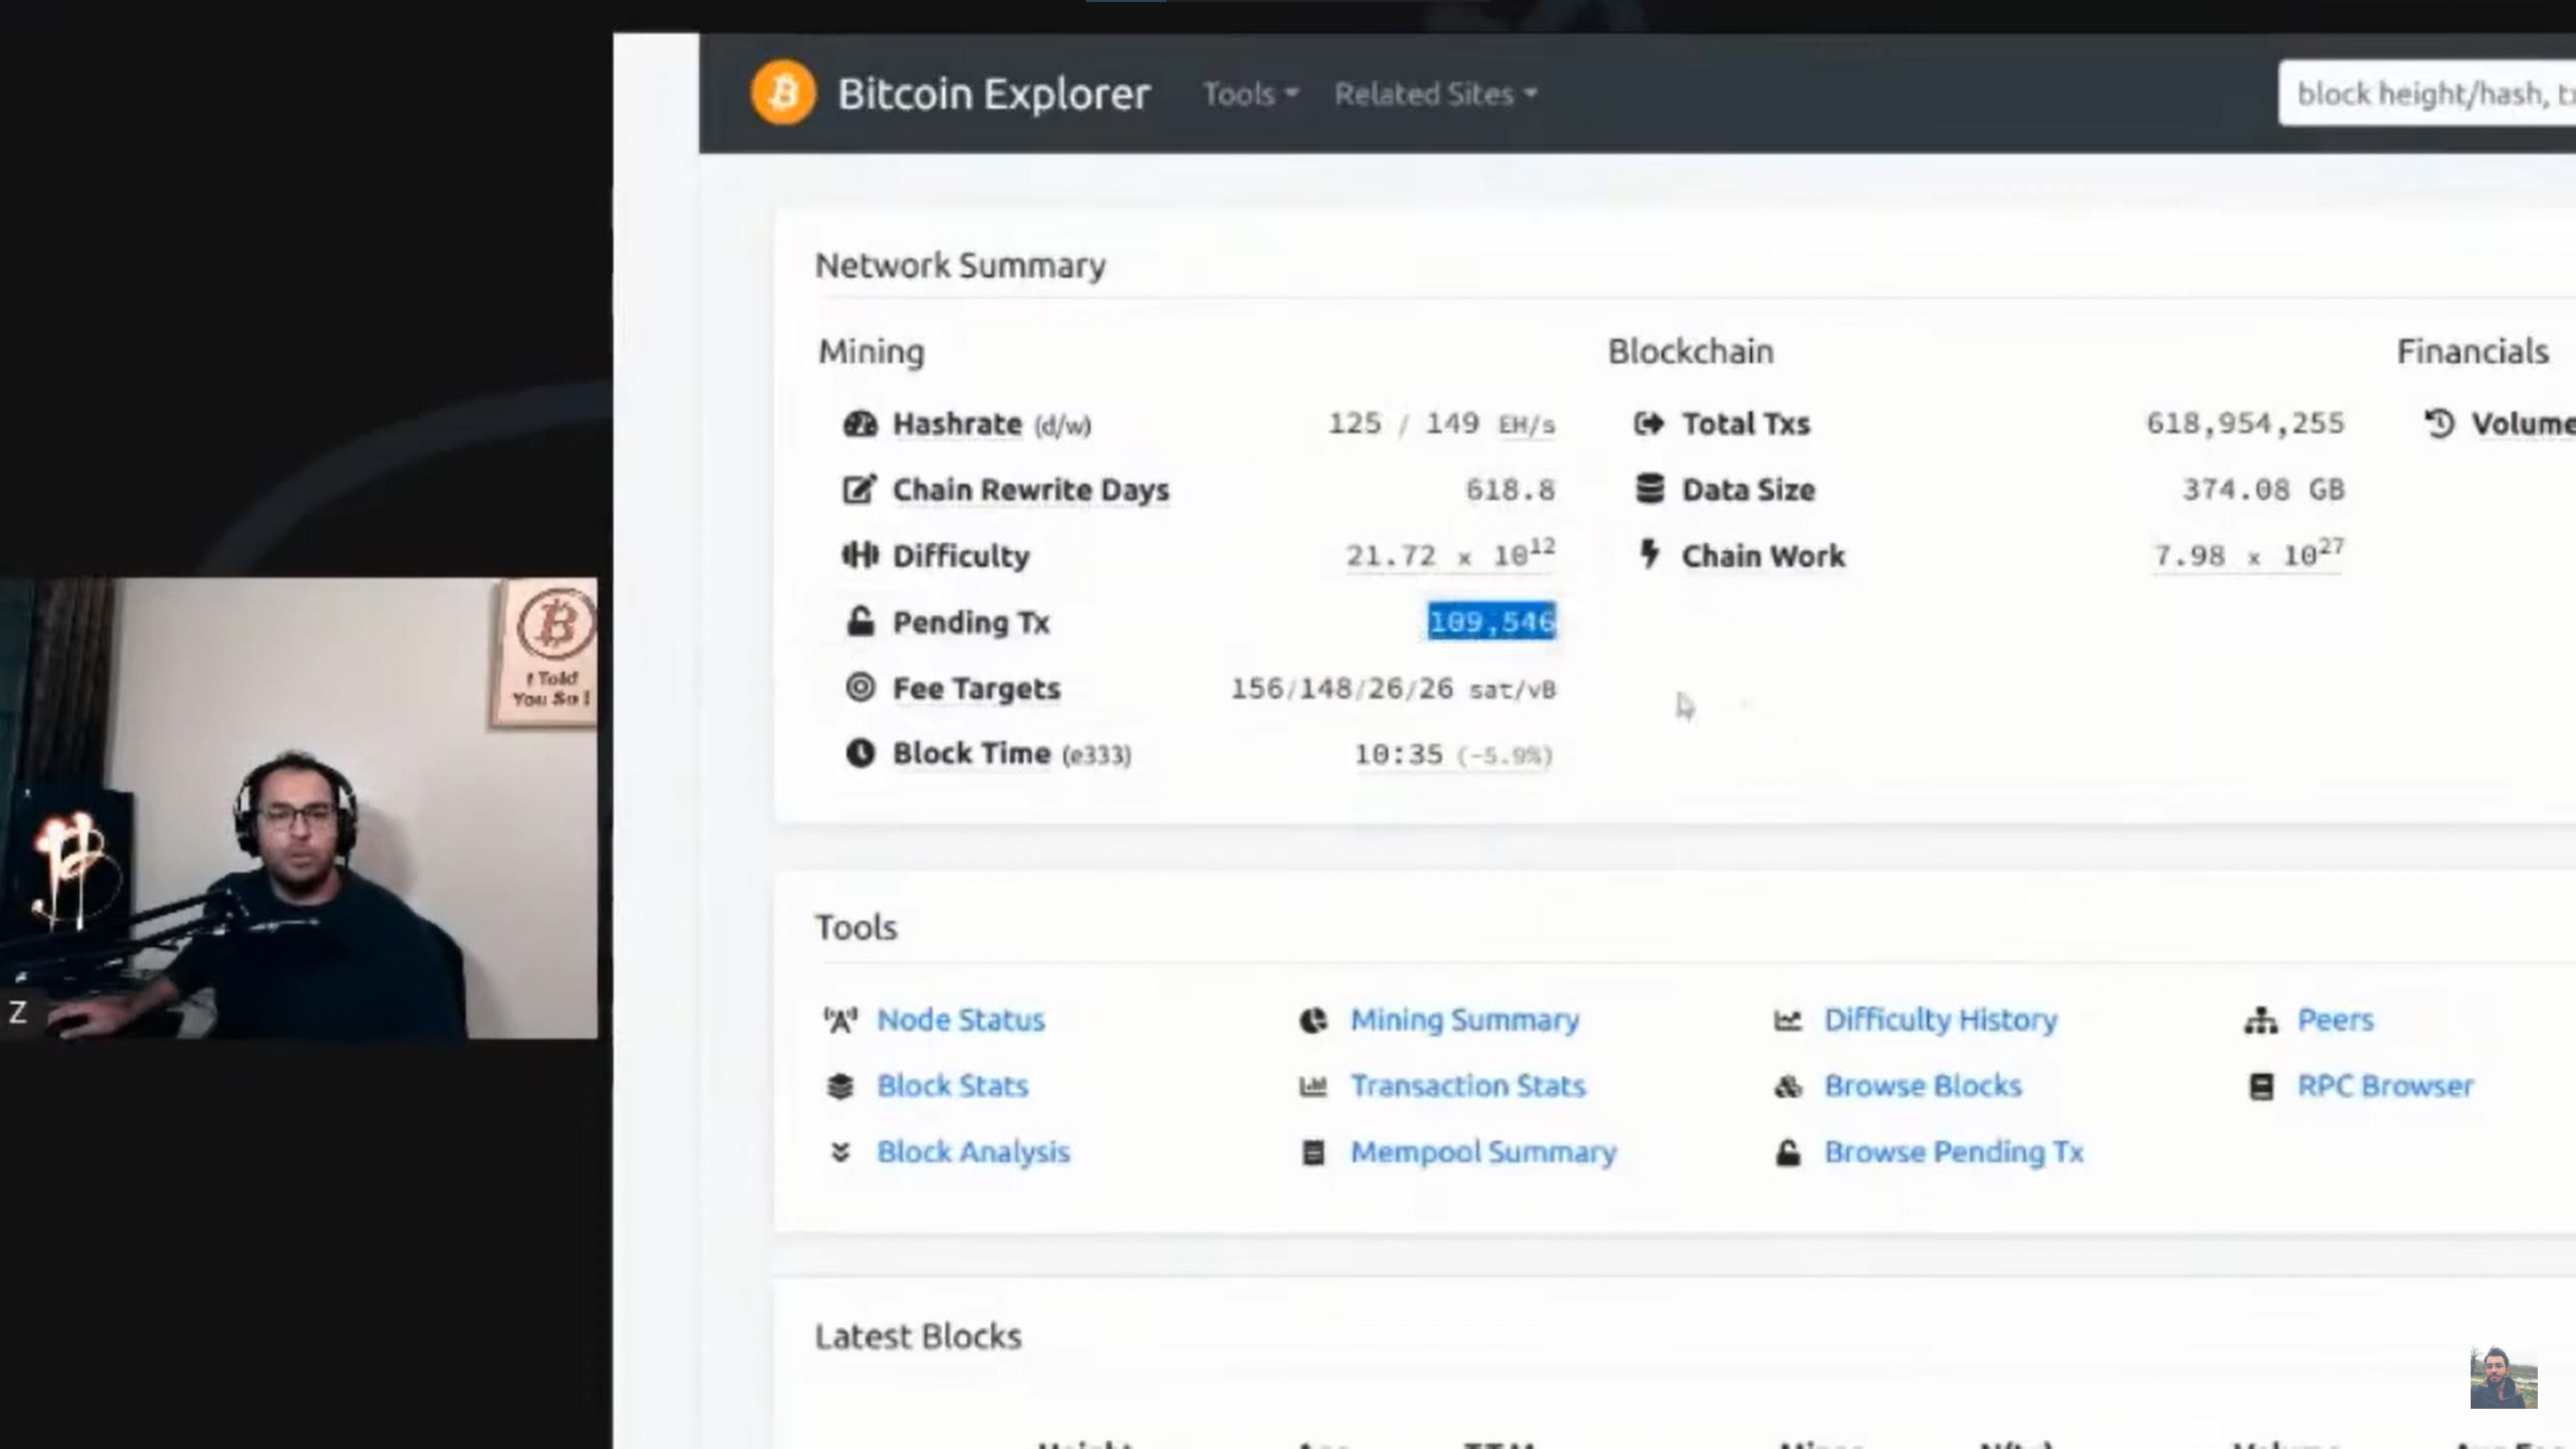 Bitcoin Explorer
Tools
Related Sites
block height/hash,
Network Summary
Mining
Blockchain
Financials
Hashrate (d/w)
125 / 149 EH/s
Total Txs
618,954,255
Volume
Chain Rewrite Days
618.8
Data Size
374.08 GB
Difficulty
21.72 x 10^12
Chain Work
7.98 x 10^27
Pending Tx
109,546
Fee Targets
156/148/26/26 sat/vB
Block Time (e333)
10:35 (-5.9%)
I Told
You So!
Z
Tools
Node Status
Mining Summary
Difficulty History
Peers
Block Stats
Transaction Stats
Browse Blocks
RPC Browser
Block Analysis
Mempool Summary
Browse Pending Tx
Latest Blocks